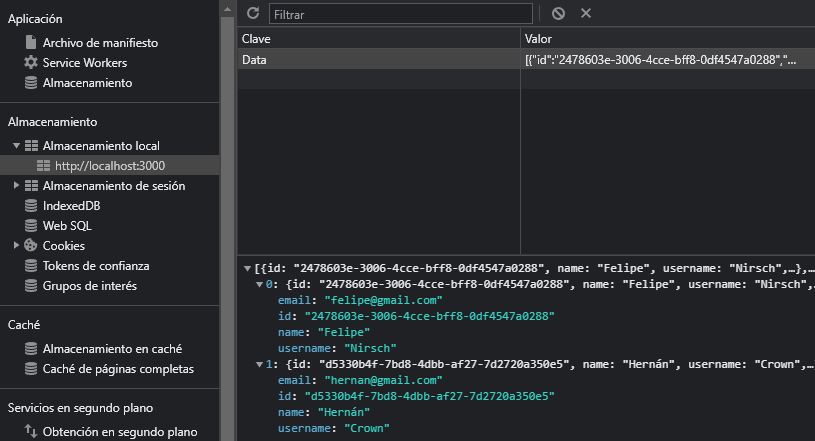 Aplicación
Archivo de manifiesto
Service Workers
Almacenamiento
Almacenamiento
Almacenamiento local
http://localhost:3000
Almacenamiento de sesión
IndexedDB
Web SQL
Cookies
Tokens de confianza
Grupos de interés
Caché
Almacenamiento en caché
Caché de páginas completas
Servicios en segundo plano
Obtención en segundo plano
Filtrar
Clave Valor
Data [{"id":"2478603e-3006-4cce-bff8-0df4547a0288","...
[{id: "2478603e-3006-4cce-bff8-0df4547a0288", name: "Felipe", username: "Nirsch",…},…
0: {id: "2478603e-3006-4cce-bff8-0df4547a0288", name: "Felipe", username: "Nirsch",…
email: "felipe@gmail.com"
id: "2478603e-3006-4cce-bff8-0df4547a0288"
name: "Felipe"
username: "Nirsch"
1: {id: "d5330b4f-7bd8-4dbb-af27-7d2720a350e5", name: "Hernán", username: "Crown",…
email: "hernan@gmail.com"
id: "d5330b4f-7bd8-4dbb-af27-7d2720a350e5"
name: "Hernán"
username: "Crown"